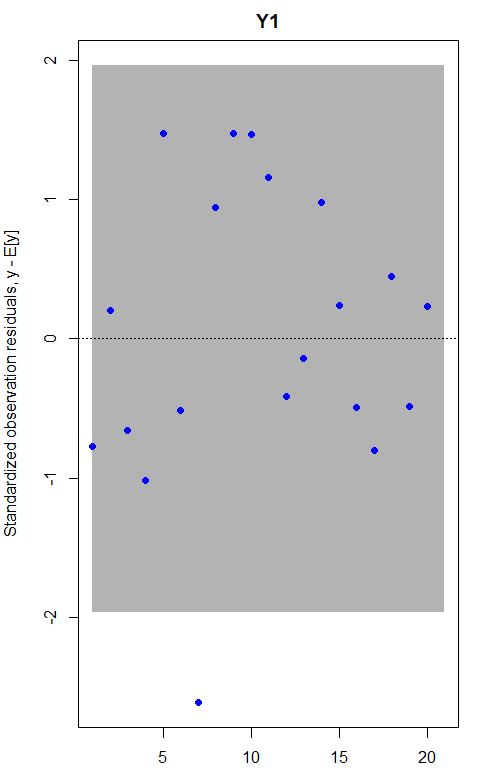 Y1
Standardized observation residuals, y - E[y]
2
1
0
-1
-2
5 10 15 20